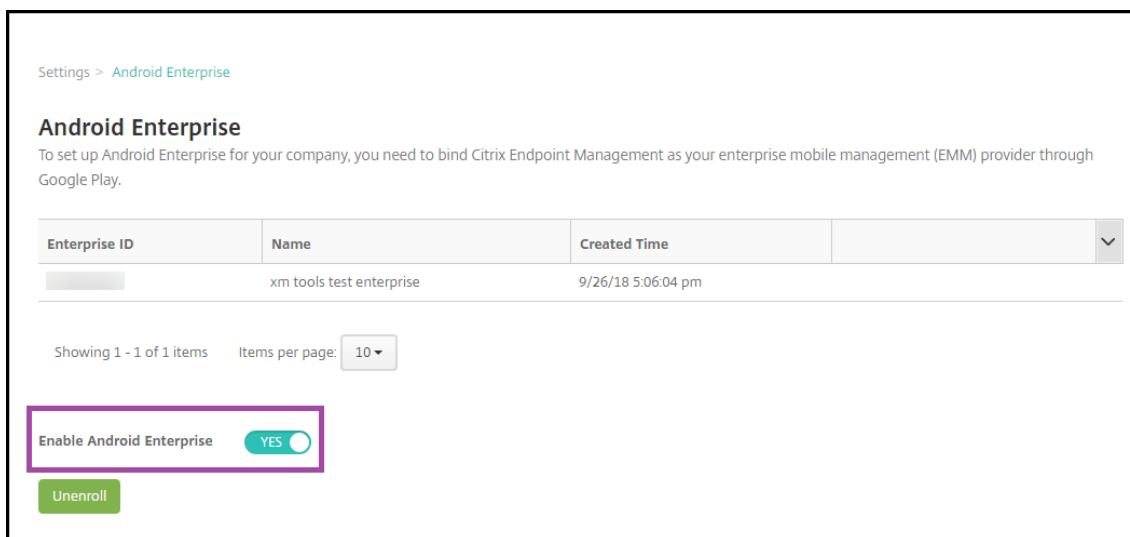 Settings > Android Enterprise
Android Enterprise
To set up Android Enterprise for your company, you need to bind Citrix Endpoint Management as your enterprise mobile management (EMM) provider through
Google Play.
Enterprise ID Name Created Time
xm tools test enterprise 9/26/18 5:06:04 pm
Showing 1 - 1 of 1 items Items per page: 10
Enable Android Enterprise YES
Unenroll